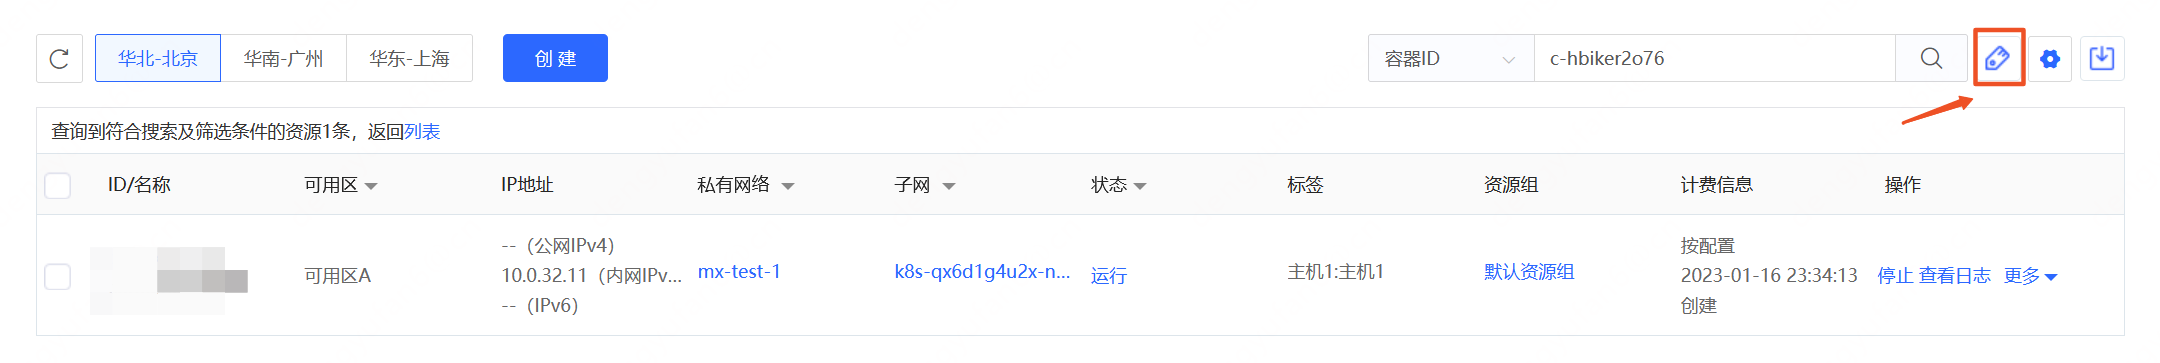 华北-北京 华南-广州 华东-上海 创 建 容器ID c-hbiker2o76
查询到符合搜索及筛选条件的资源1条，返回列表
ID/名称 可用区 IP地址 私有网络 子网 状态 标签 资源组 计费信息 操作
--（公网IPv4） 按配置
可用区A 10.0.32.11（内网IPv... mx-test-1 k8s-qx6d1g4u2x-n... 运行 主机1:主机1 默认资源组 2023-01-16 23:34:13 停止 查看日志 更多
--（IPv6） 创建